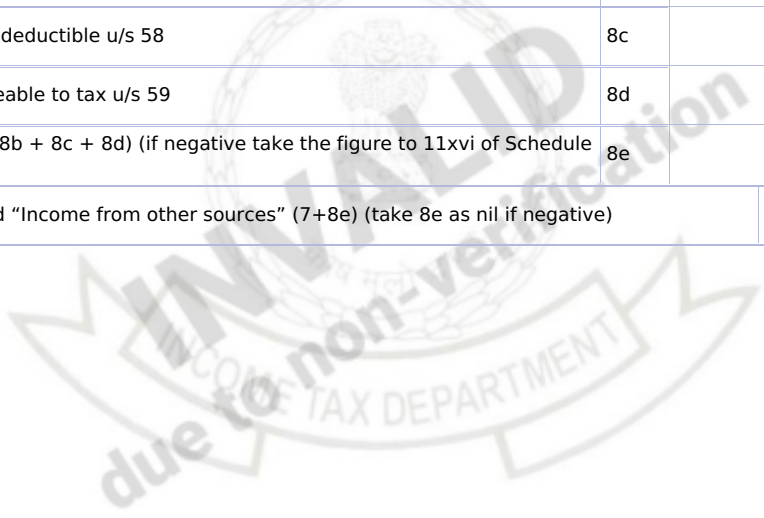 deductible u/s 58 8c
eable to tax u/s 59 8d
8b + 8c + 8d) (if negative take the figure to 11xvi of Schedule 8e
d “Income from other sources” (7+8e) (take 8e as nil if negative)
INVALID
due to non-verification
INCOME TAX DEPARTMENT